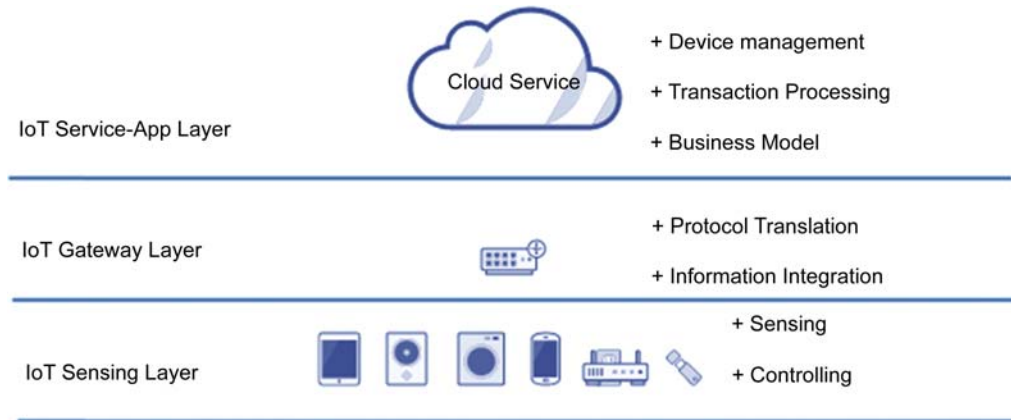 Cloud Service
+ Device management
+ Transaction Processing
IoT Service-App Layer
+ Business Model
+ Protocol Translation
IoT Gateway Layer
+ Information Integration
+ Sensing
IoT Sensing Layer
+ Controlling